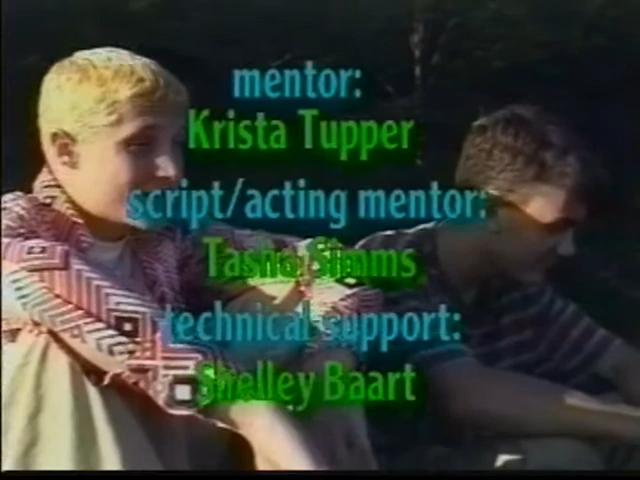 mentor:
Krista Tupper
script/acting mentor:
Tasha Simms
technical support:
Shelley Baart